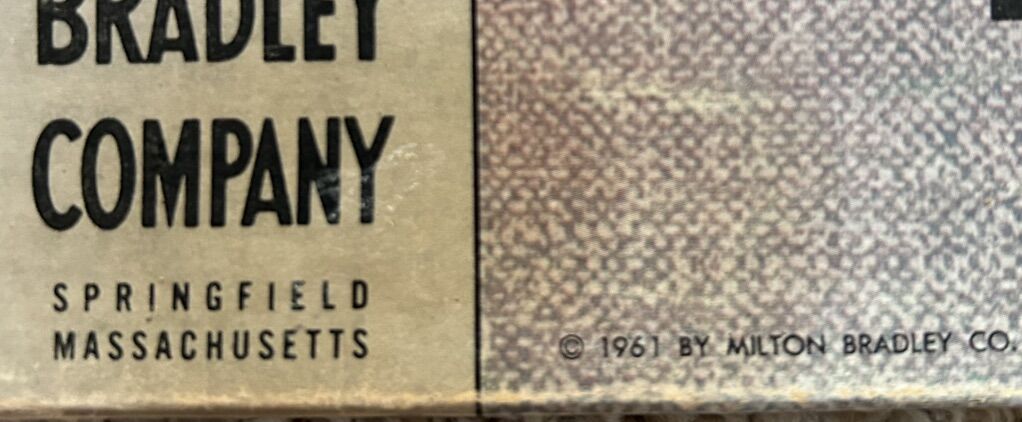 BRADLEY
COMPANY
SPRINGFIELD
MASSACHUSETTS
© 1961 BY MILTON BRADLEY CO.